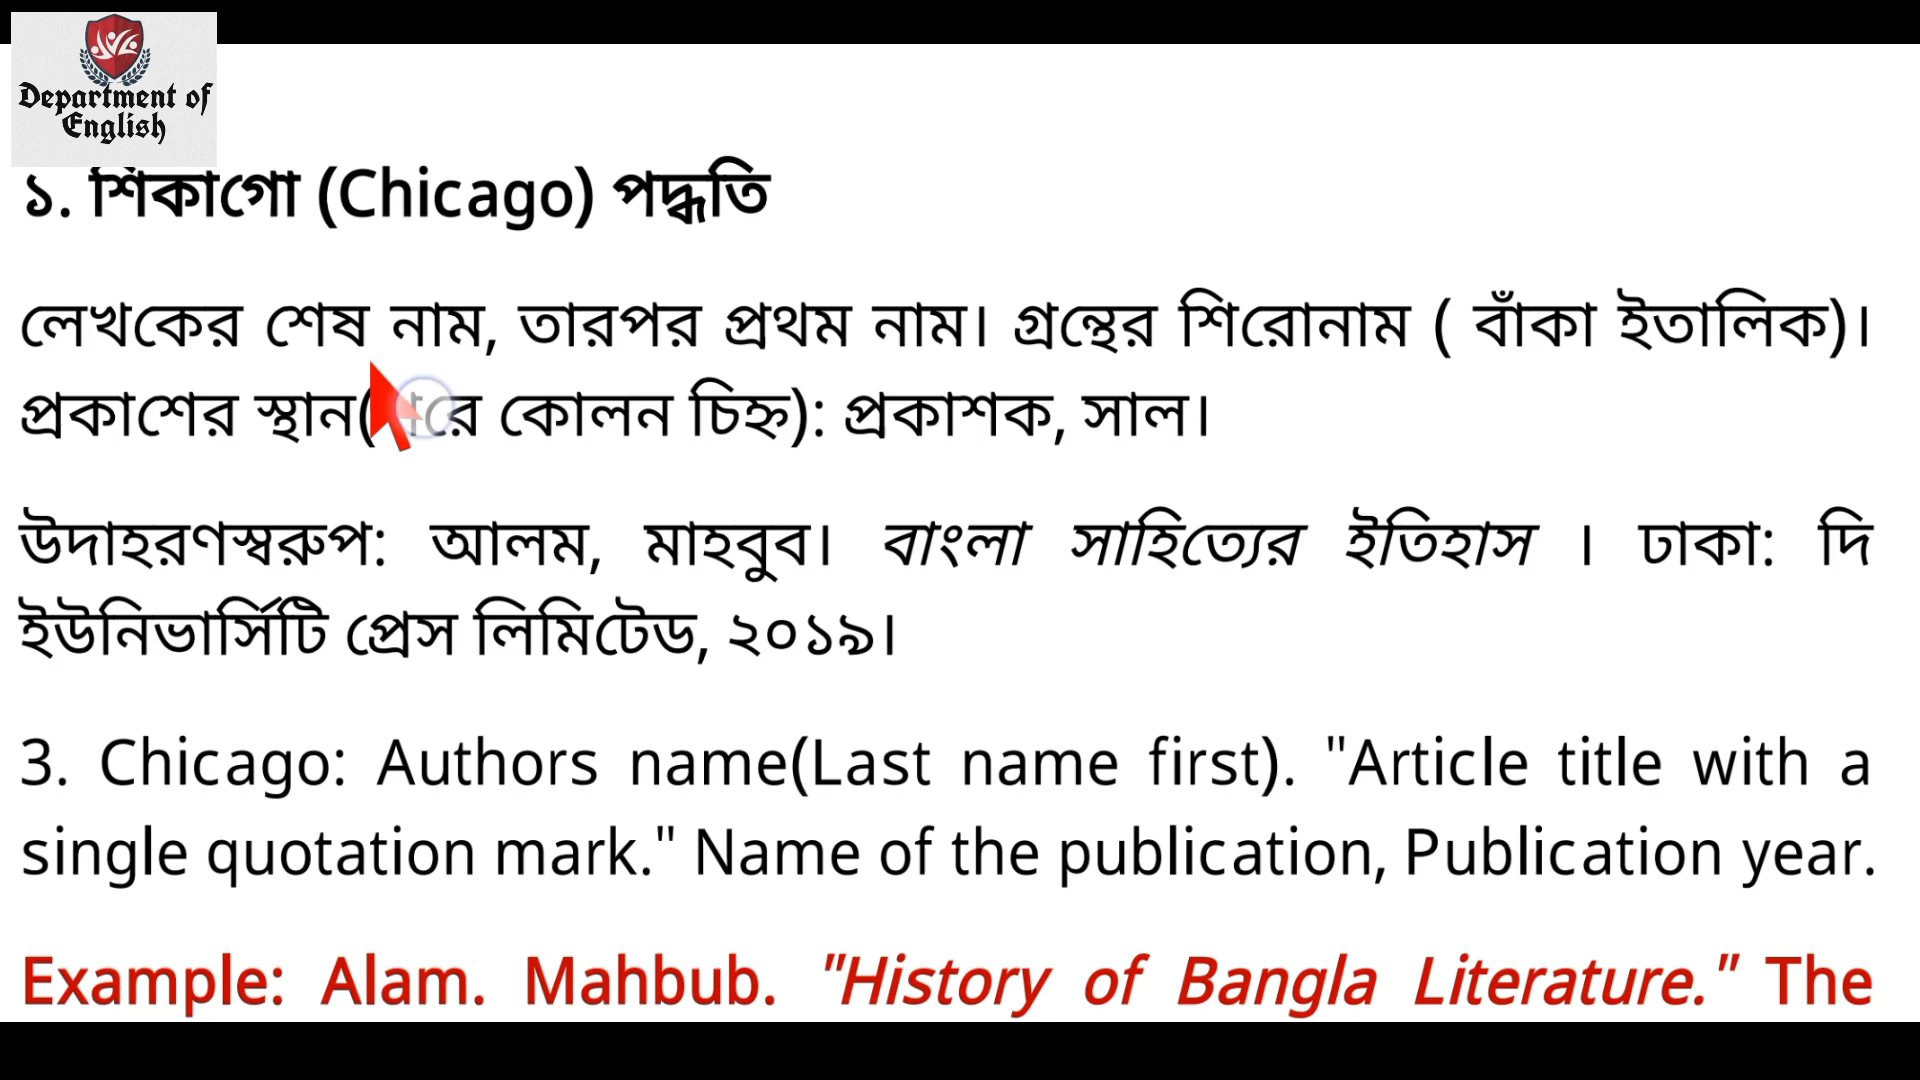 Department of
English
১. শিকাগো (Chicago) পদ্ধতি
লেখকের শেষ নাম, তারপর প্রথম নাম। গ্রন্থের শিরোনাম ( বাঁকা ইতালিক)।
প্রকাশের স্থান( কোলন চিহ্ন): প্রকাশক, সাল।
উদাহরণস্বরুপ: আলম, মাহবুব। বাংলা সাহিত্যের ইতিহাস । ঢাকা: দি
ইউনিভার্সিটি প্রেস লিমিটেড, ২০১৯।
3. Chicago: Authors name(Last name first). "Article title with a
single quotation mark." Name of the publication, Publication year.
Example: Alam. Mahbub. "History of Bangla Literature." The